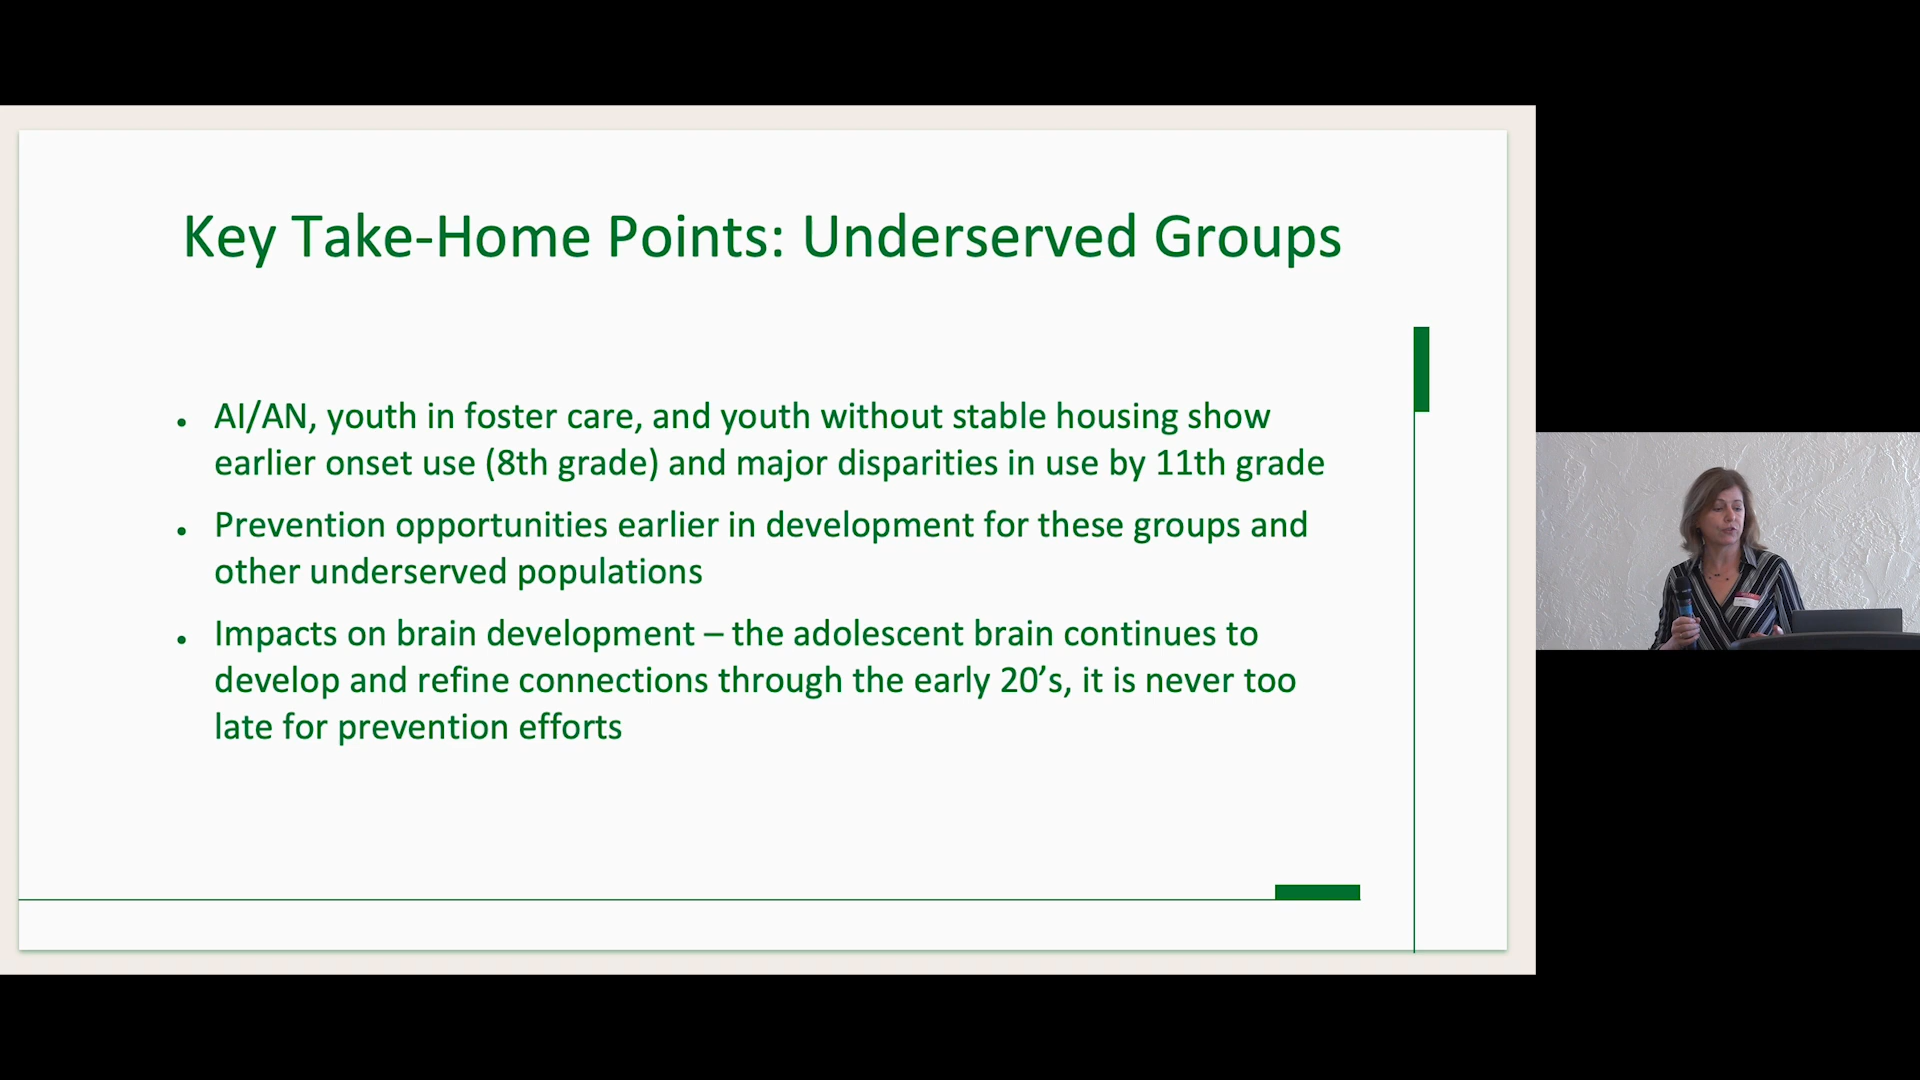 Key Take-Home Points: Underserved Groups
• AI/AN, youth in foster care, and youth without stable housing show
earlier onset use (8th grade) and major disparities in use by 11th grade
• Prevention opportunities earlier in development for these groups and
other underserved populations
• Impacts on brain development – the adolescent brain continues to
develop and refine connections through the early 20’s, it is never too
late for prevention efforts